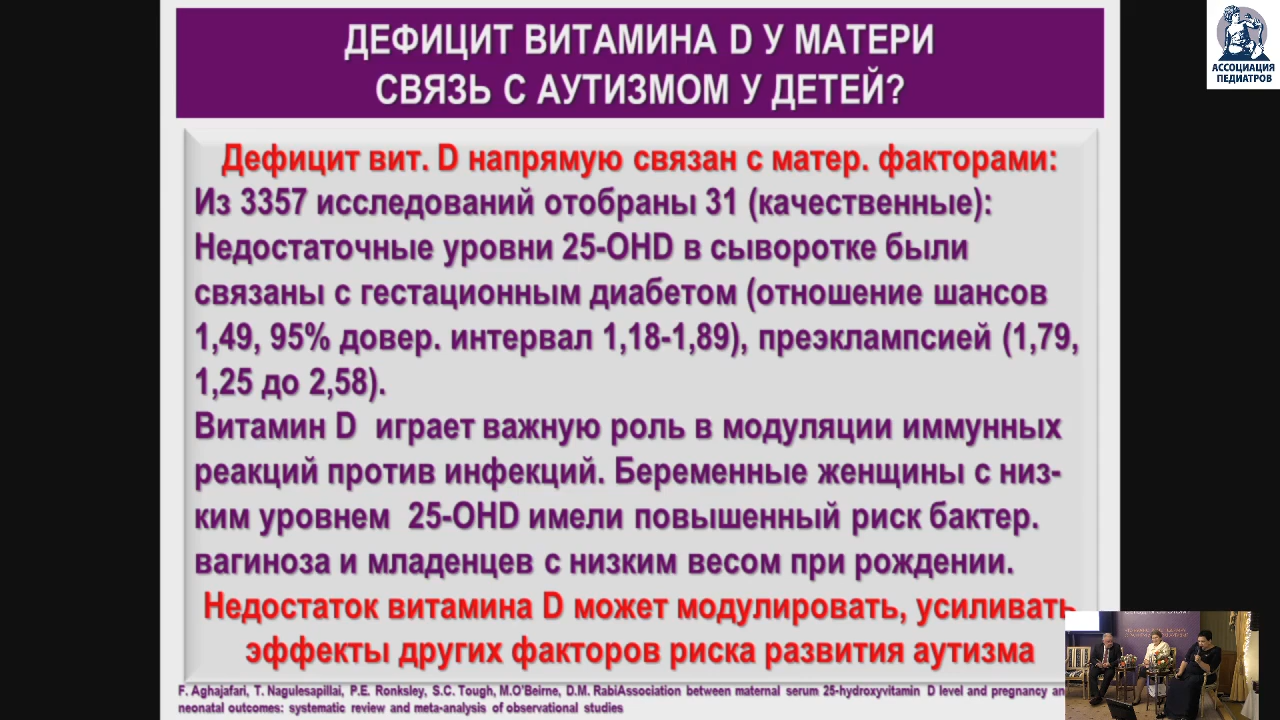 ДЕФИЦИТ ВИТАМИНА D У МАТЕРИ
СВЯЗЬ С АУТИЗМОМ У ДЕТЕЙ?
АССОЦИАЦИЯ
ПЕДИАТРОВ
Дефицит вит. D напрямую связан с матер. факторами:
Из 3357 исследований отобраны 31 (качественные):
Недостаточные уровни 25-OHD в сыворотке были
связаны с гестационным диабетом (отношение шансов
1,49, 95% довер. интервал 1,18-1,89), преэклампсией (1,79,
1,25 до 2,58).
Витамин D играет важную роль в модуляции иммунных
реакций против инфекций. Беременные женщины с низ-
ким уровнем 25-OHD имели повышенный риск бактер.
вагиноза и младенцев с низким весом при рождении.
Недостаток витамина D может модулировать, усиливать
эффекты других факторов риска развития аутизма
F. Aghajafari, T. Nagulesapillai, P.E. Ronksley, S.C. Tough, M.O'Beirne, D.M. RabiAssociation between maternal serum 25-hydroxyvitamin D level and pregnancy an
neonatal outcomes: systematic review and meta-analysis of observational studies